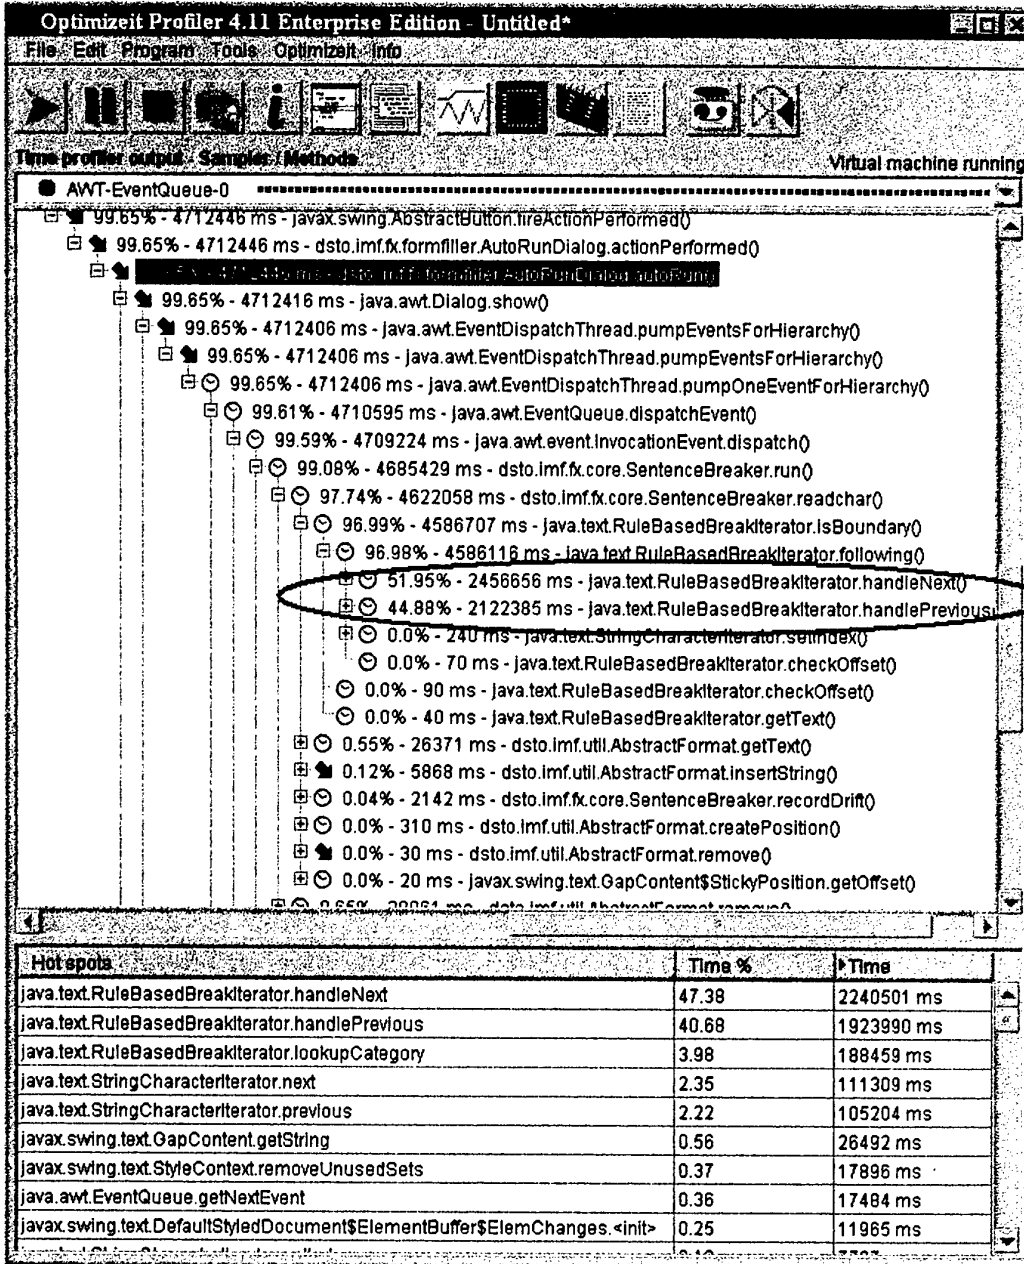 Optimizeit Profiler 4.11 Enterprise Edition - Untitled*
File Edit Program Tools Optimizeit Info
Time profiler output - Sampler / Methods
Virtual machine running
AWT-EventQueue-0
99.65% - 4712446 ms - javax.swing.AbstractButton.fireActionPerformed()
99.65% - 4712446 ms - dsto.imf.fx.formfiller.AutoRunDialog.actionPerformed()
4712446 ms - dsto.imf.fx.formfiller.AutoRunDialog.autoRun()
99.65% - 4712416 ms - java.awt.Dialog.show()
99.65% - 4712406 ms - java.awt.EventDispatchThread.pumpEventsForHierarchy()
99.65% - 4712406 ms - java.awt.EventDispatchThread.pumpEventsForHierarchy()
99.65% - 4712406 ms - java.awt.EventDispatchThread.pumpOneEventForHierarchy()
99.61% - 4710595 ms - java.awt.EventQueue.dispatchEvent()
99.59% - 4709224 ms - java.awt.event.InvocationEvent.dispatch()
99.08% - 4685429 ms - dsto.imf.fx.core.SentenceBreaker.run()
97.74% - 4622058 ms - dsto.imf.fx.core.SentenceBreaker.readchar()
96.99% - 4586707 ms - java.text.RuleBasedBreakIterator.isBoundary()
96.98% - 4586116 ms - java.text.RuleBasedBreakIterator.following()
51.95% - 2456656 ms - java.text.RuleBasedBreakIterator.handleNext()
44.88% - 2122385 ms - java.text.RuleBasedBreakIterator.handlePrevious(
0.0% - 240 ms - java.text.StringCharacterIterator.setIndex()
0.0% - 70 ms - java.text.RuleBasedBreakIterator.checkOffset()
0.0% - 90 ms - java.text.RuleBasedBreakIterator.checkOffset()
0.0% - 40 ms - java.text.RuleBasedBreakIterator.getText()
0.55% - 26371 ms - dsto.imf.util.AbstractFormat.getText()
0.12% - 5868 ms - dsto.imf.util.AbstractFormat.insertString()
0.04% - 2142 ms - dsto.imf.fx.core.SentenceBreaker.recordDrift()
0.0% - 310 ms - dsto.imf.util.AbstractFormat.createPosition()
0.0% - 30 ms - dsto.imf.util.AbstractFormat.remove()
0.0% - 20 ms - javax.swing.text.GapContent$StickyPosition.getOffset()
dsto.imf.util.AbstractFormat.remove()
Hot spots Time % Time
java.text.RuleBasedBreakIterator.handleNext 47.38 2240501 ms
java.text.RuleBasedBreakIterator.handlePrevious 40.68 1923990 ms
java.text.RuleBasedBreakIterator.lookupCategory 3.98 188459 ms
java.text.StringCharacterIterator.next 2.35 111309 ms
java.text.StringCharacterIterator.previous 2.22 105204 ms
javax.swing.text.GapContent.getString 0.56 26492 ms
javax.swing.text.StyleContext.removeUnusedSets 0.37 17896 ms
java.awt.EventQueue.getNextEvent 0.36 17484 ms
javax.swing.text.DefaultStyledDocument$ElementBuffer$ElemChanges.<init> 0.25 11965 ms